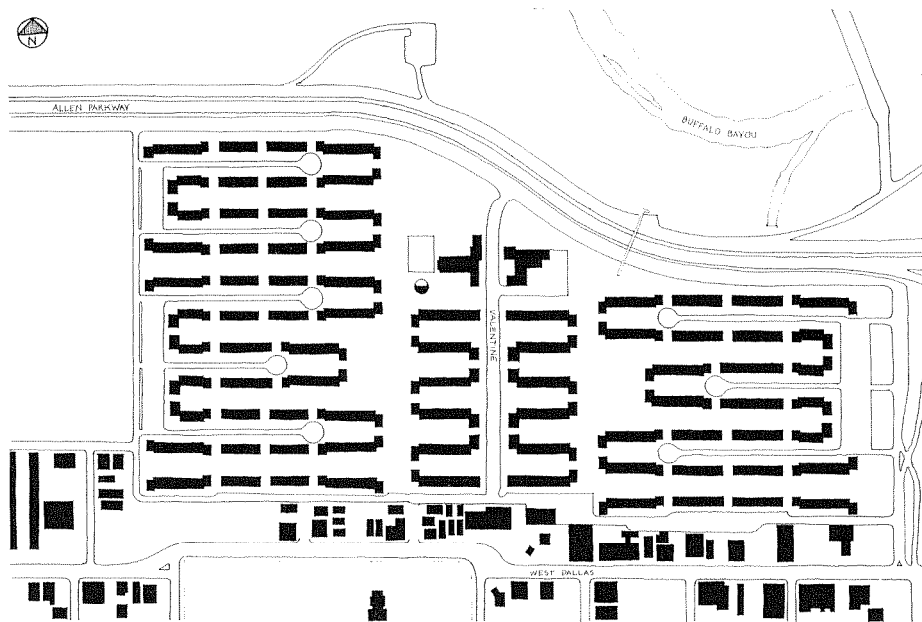 N
ALLEN PARKWAY
BUFFALO BAYOU
VALENTINE
WEST DALLAS